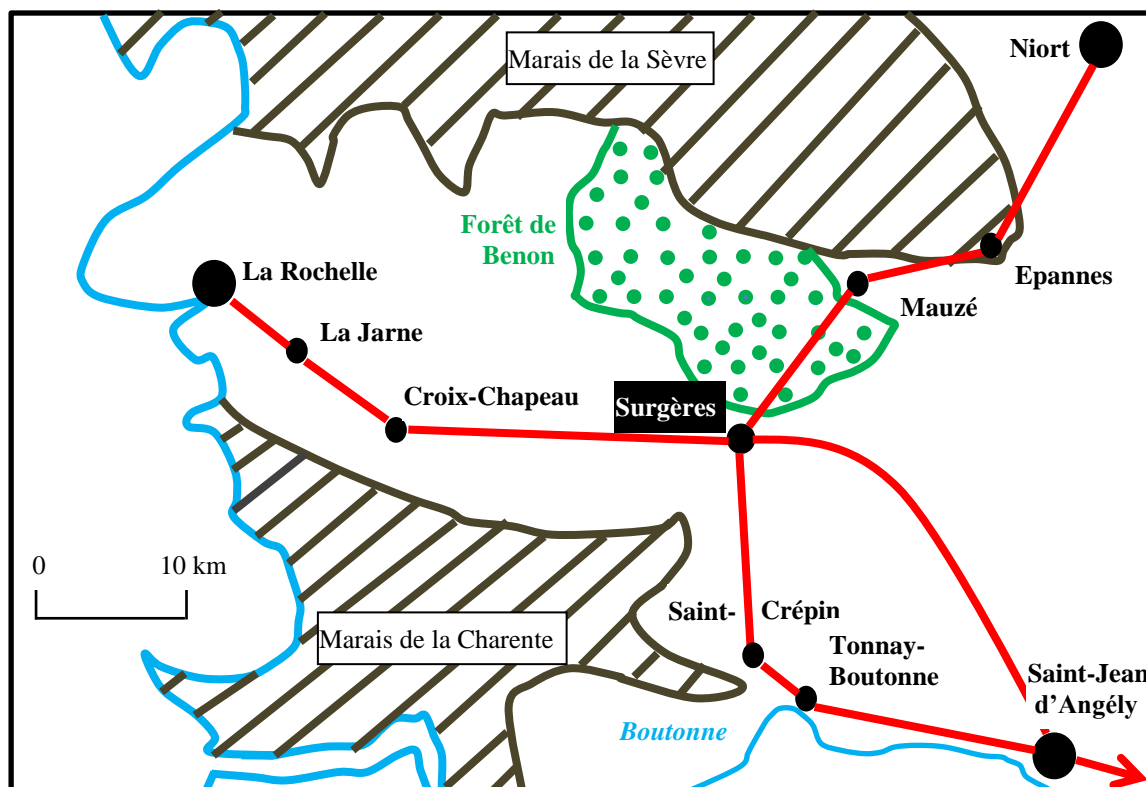 Marais de la Sèvre
Niort
Forêt de
Benon
La Rochelle
Epannes
Mauzé
La Jarne
Croix-Chapeau
Surgères
0 10 km
Saint- Crépin
Marais de la Charente
Tonnay-
Boutonne
Saint-Jean
d'Angély
Boutonne